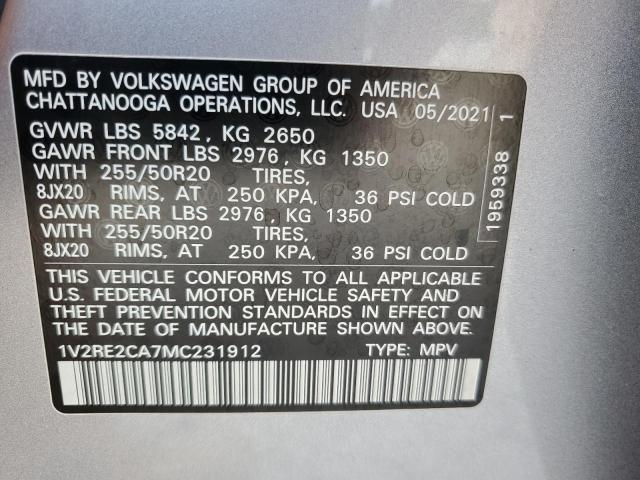 MFD BY VOLKSWAGEN GROUP OF AMERICA
CHATTANOOGA OPERATIONS, LLC. USA 05/2021
GVWR LBS 5842, KG 2650
GAWR FRONT LBS 2976, KG 1350
WITH 255/50R20 TIRES,
8JX20 RIMS, AT 250 KPA, 36 PSI COLD
GAWR REAR LBS 2976, KG 1350
WITH 255/50R20 TIRES,
8JX20 RIMS, AT 250 KPA, 36 PSI COLD
THIS VEHICLE CONFORMS TO ALL APPLICABLE
U.S. FEDERAL MOTOR VEHICLE SAFETY AND
THEFT PREVENTION STANDARDS IN EFFECT ON
THE DATE OF MANUFACTURE SHOWN ABOVE.
1V2RE2CA7MC231912 TYPE: MPV
1959338 1